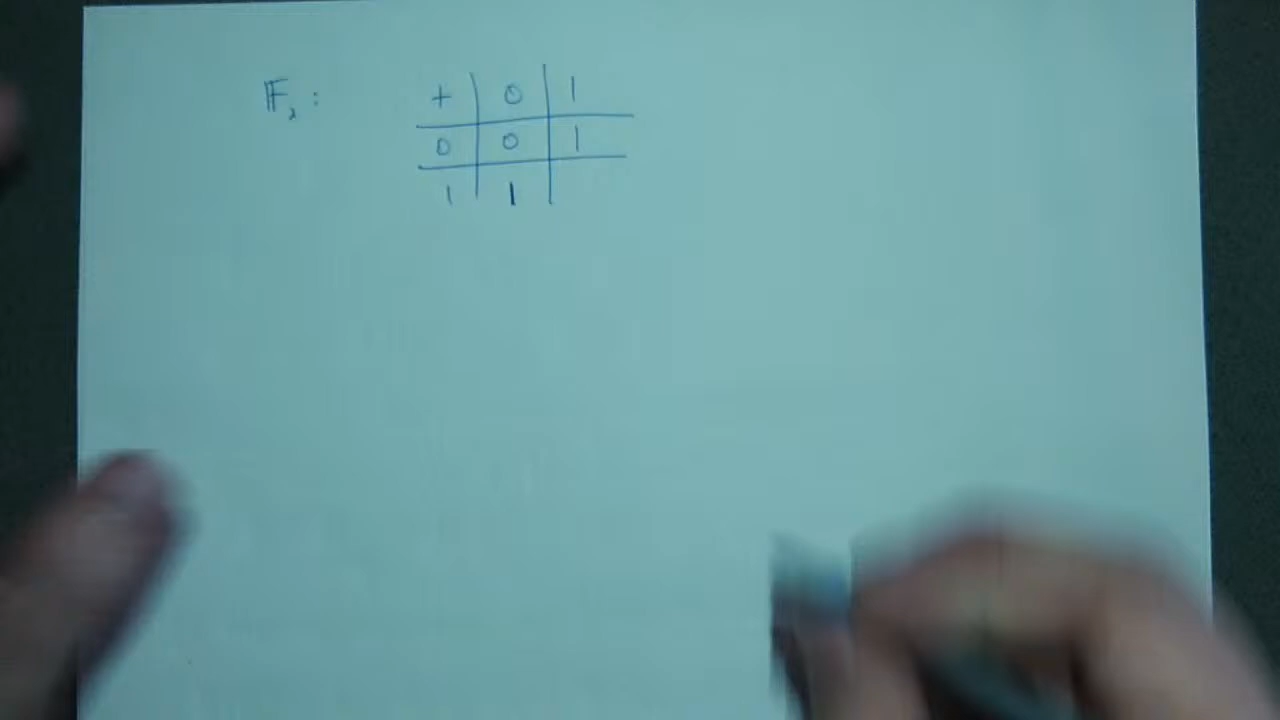 𝔽₂ : + 0 1
0 0 1
1 1